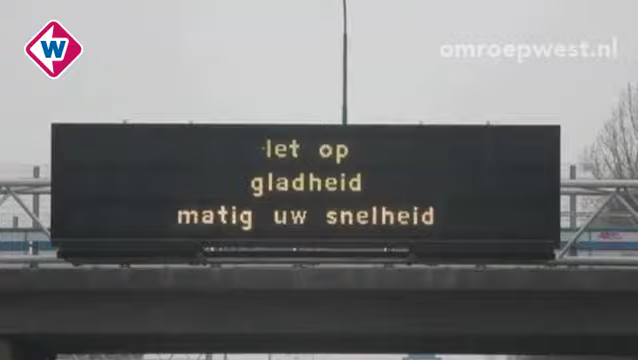 W
omroepwest.nl
let op
gladheid
matig uw snelheid